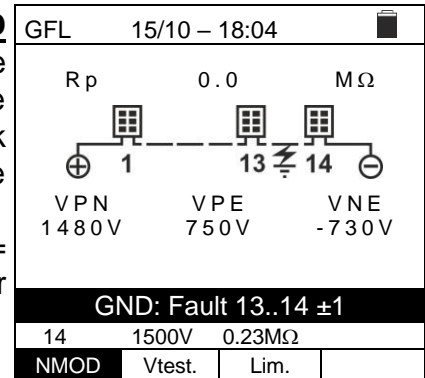 GFL 15/10 – 18:04
Rp 0.0 MΩ
1 13 14
VPN VPE VNE
1480V 750V -730V
GND: Fault 13..14 ±1
14 1500V 0.23MΩ
NMOD Vtest. Lim.